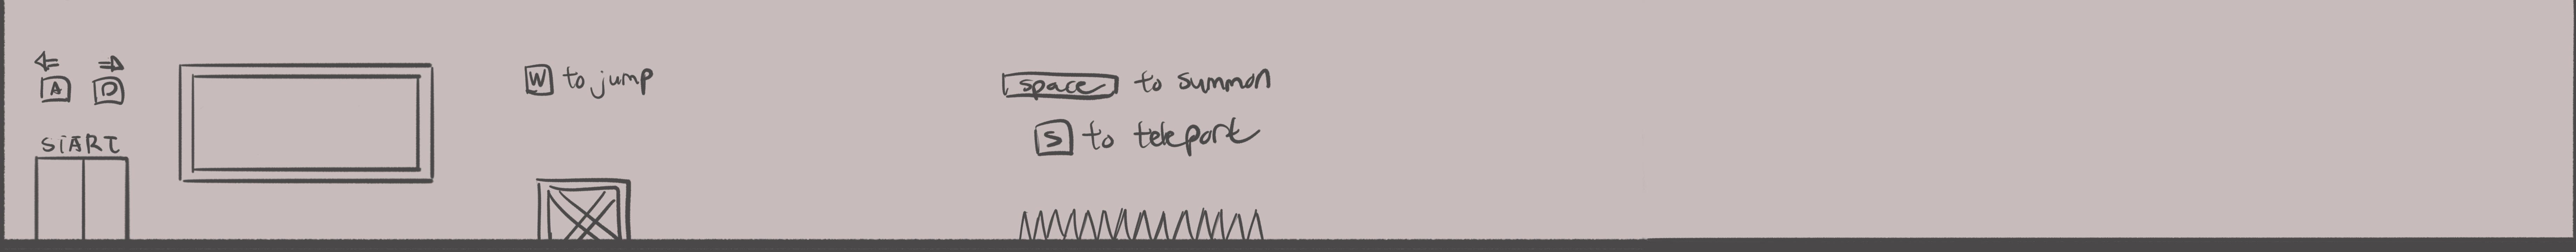 A D
START
W to jump
space to summon
S to teleport